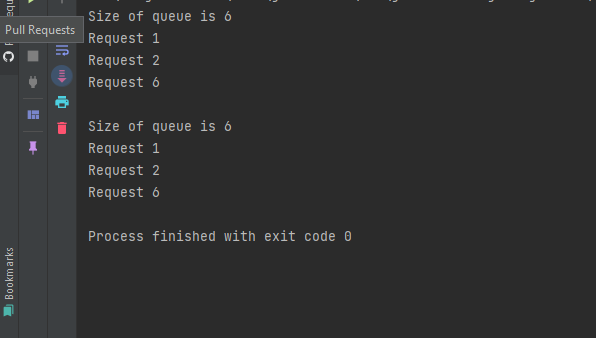 Pull Requests
Bookmarks
Size of queue is 6
Request 1
Request 2
Request 6
Size of queue is 6
Request 1
Request 2
Request 6
Process finished with exit code 0